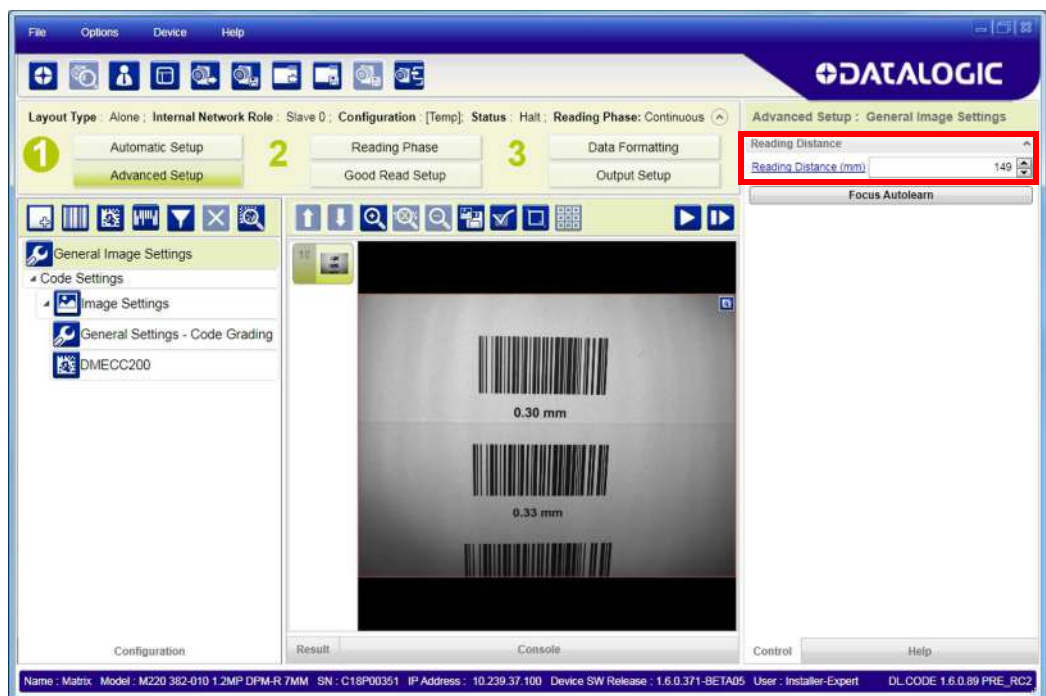 File Options Device Help
DATALOGIC
Layout Type : Alone ; Internal Network Role : Slave 0 ; Configuration : [Temp]; Status : Halt ; Reading Phase: Continuous
Advanced Setup : General Image Settings
1 Automatic Setup 2 Reading Phase 3 Data Formatting
Advanced Setup Good Read Setup Output Setup
Reading Distance
Reading Distance (mm) 149
Focus Autolearn
General Image Settings
Code Settings
Image Settings
General Settings - Code Grading
DMECC200
0.30 mm
0.33 mm
Configuration Result Console Control Help
Name : Matrix Model : M220 382-010 1.2MP DPM-R 7MM SN : C18P00351 IP Address : 10.239.37.100 Device SW Release : 1.6.0.371-BETA05 User : Installer-Expert DL.CODE 1.6.0.89 PRE_RC2